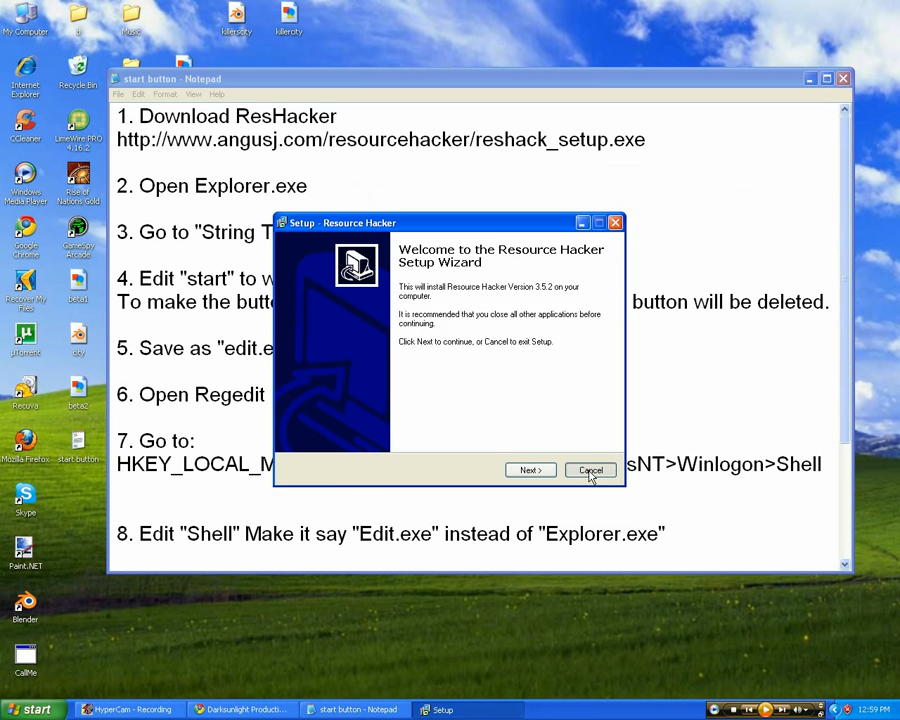 My Computer
d
Music
killerscity
killercity
Internet Explorer
Recycle Bin
CCleaner
LimeWire PRO 4.16.2
Windows Media Player
Rise of Nations Gold
Google Chrome
GameSpy Arcade
Recover My Files
beta1
µTorrent
city
Recuva
beta2
Mozilla Firefox
start button
Skype
Paint.NET
Blender
CallMe
start button - Notepad
File Edit Format View Help
1. Download ResHacker
http://www.angusj.com/resourcehacker/reshack_setup.exe
2. Open Explorer.exe
3. Go to "String T
4. Edit "start" to w
To make the butt button will be deleted.
5. Save as "edit.e
6. Open Regedit
7. Go to:
HKEY_LOCAL_M sNT>Winlogon>Shell
8. Edit "Shell" Make it say "Edit.exe" instead of "Explorer.exe"
Setup - Resource Hacker
Welcome to the Resource Hacker
Setup Wizard
This will install Resource Hacker Version 3.5.2 on your
computer.
It is recommended that you close all other applications before
continuing.
Click Next to continue, or Cancel to exit Setup.
Next >
Cancel
start
HyperCam - Recording
Darksunlight Producti...
start button - Notepad
Setup
12:59 PM